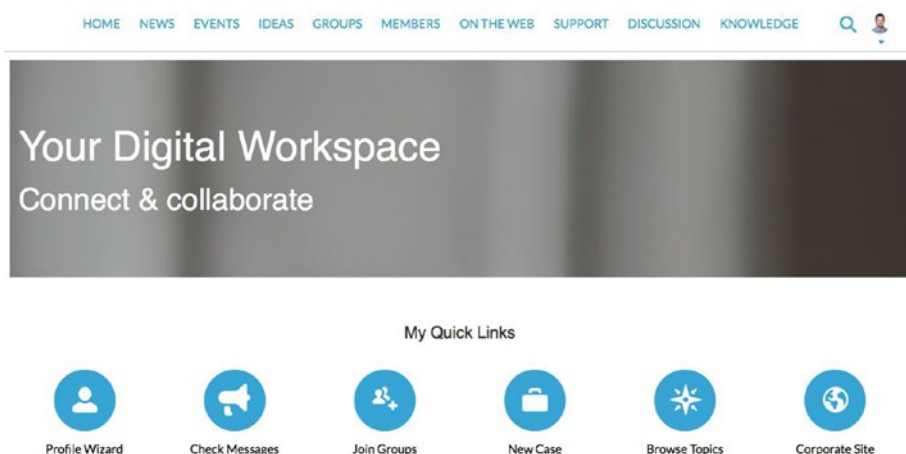 HOME NEWS EVENTS IDEAS GROUPS MEMBERS ON THE WEB SUPPORT DISCUSSION KNOWLEDGE
Your Digital Workspace
Connect & collaborate
My Quick Links
Profile Wizard Check Messages Join Groups New Case Browse Topics Corporate Site